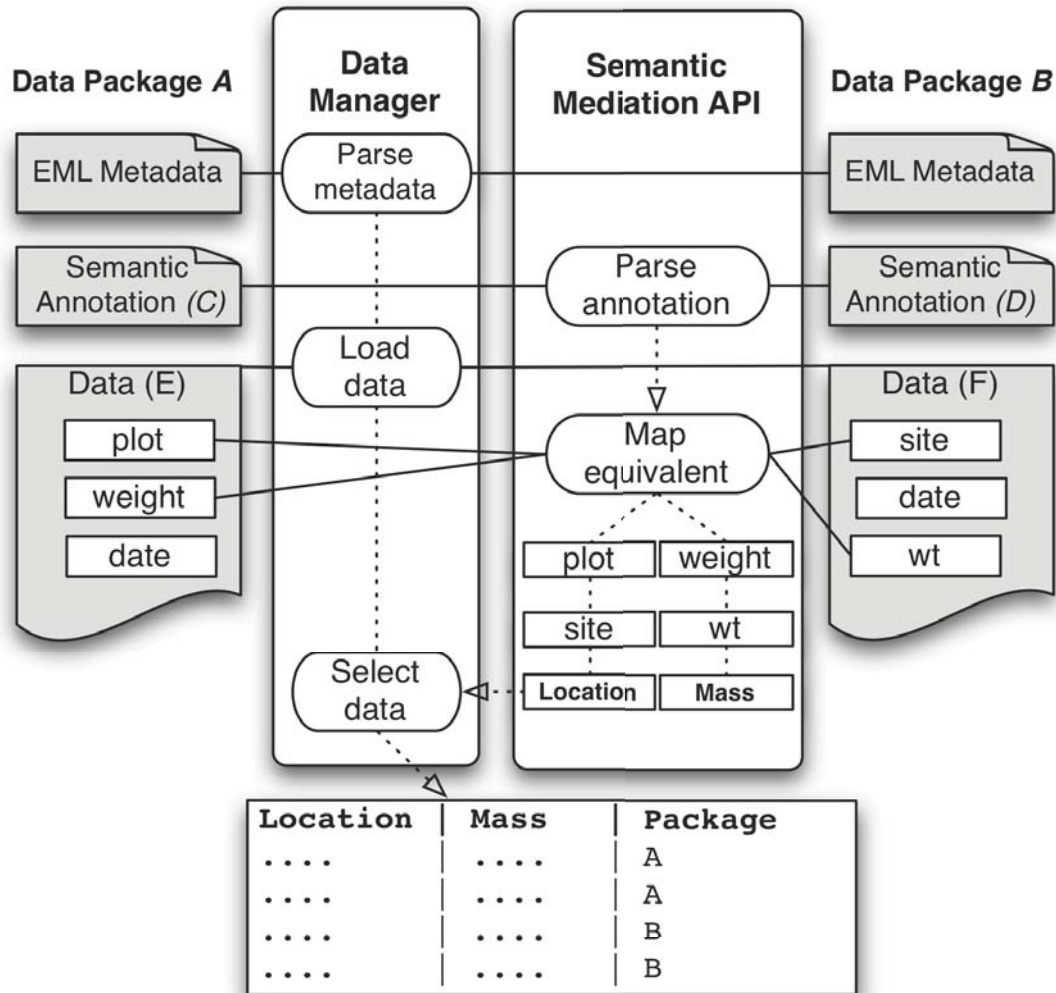 Data Package A
Data
Manager
Semantic
Mediation API
Data Package B
EML Metadata
Parse
metadata
EML Metadata
Semantic
Annotation (C)
Parse
annotation
Semantic
Annotation (D)
Load
data
Data (E)
plot
weight
date
Map
equivalent
Data (F)
site
date
wt
plot
weight
site
wt
Location
Mass
Select
data
Location | Mass | Package
.... | .... | A
.... | .... | A
.... | .... | B
.... | .... | B